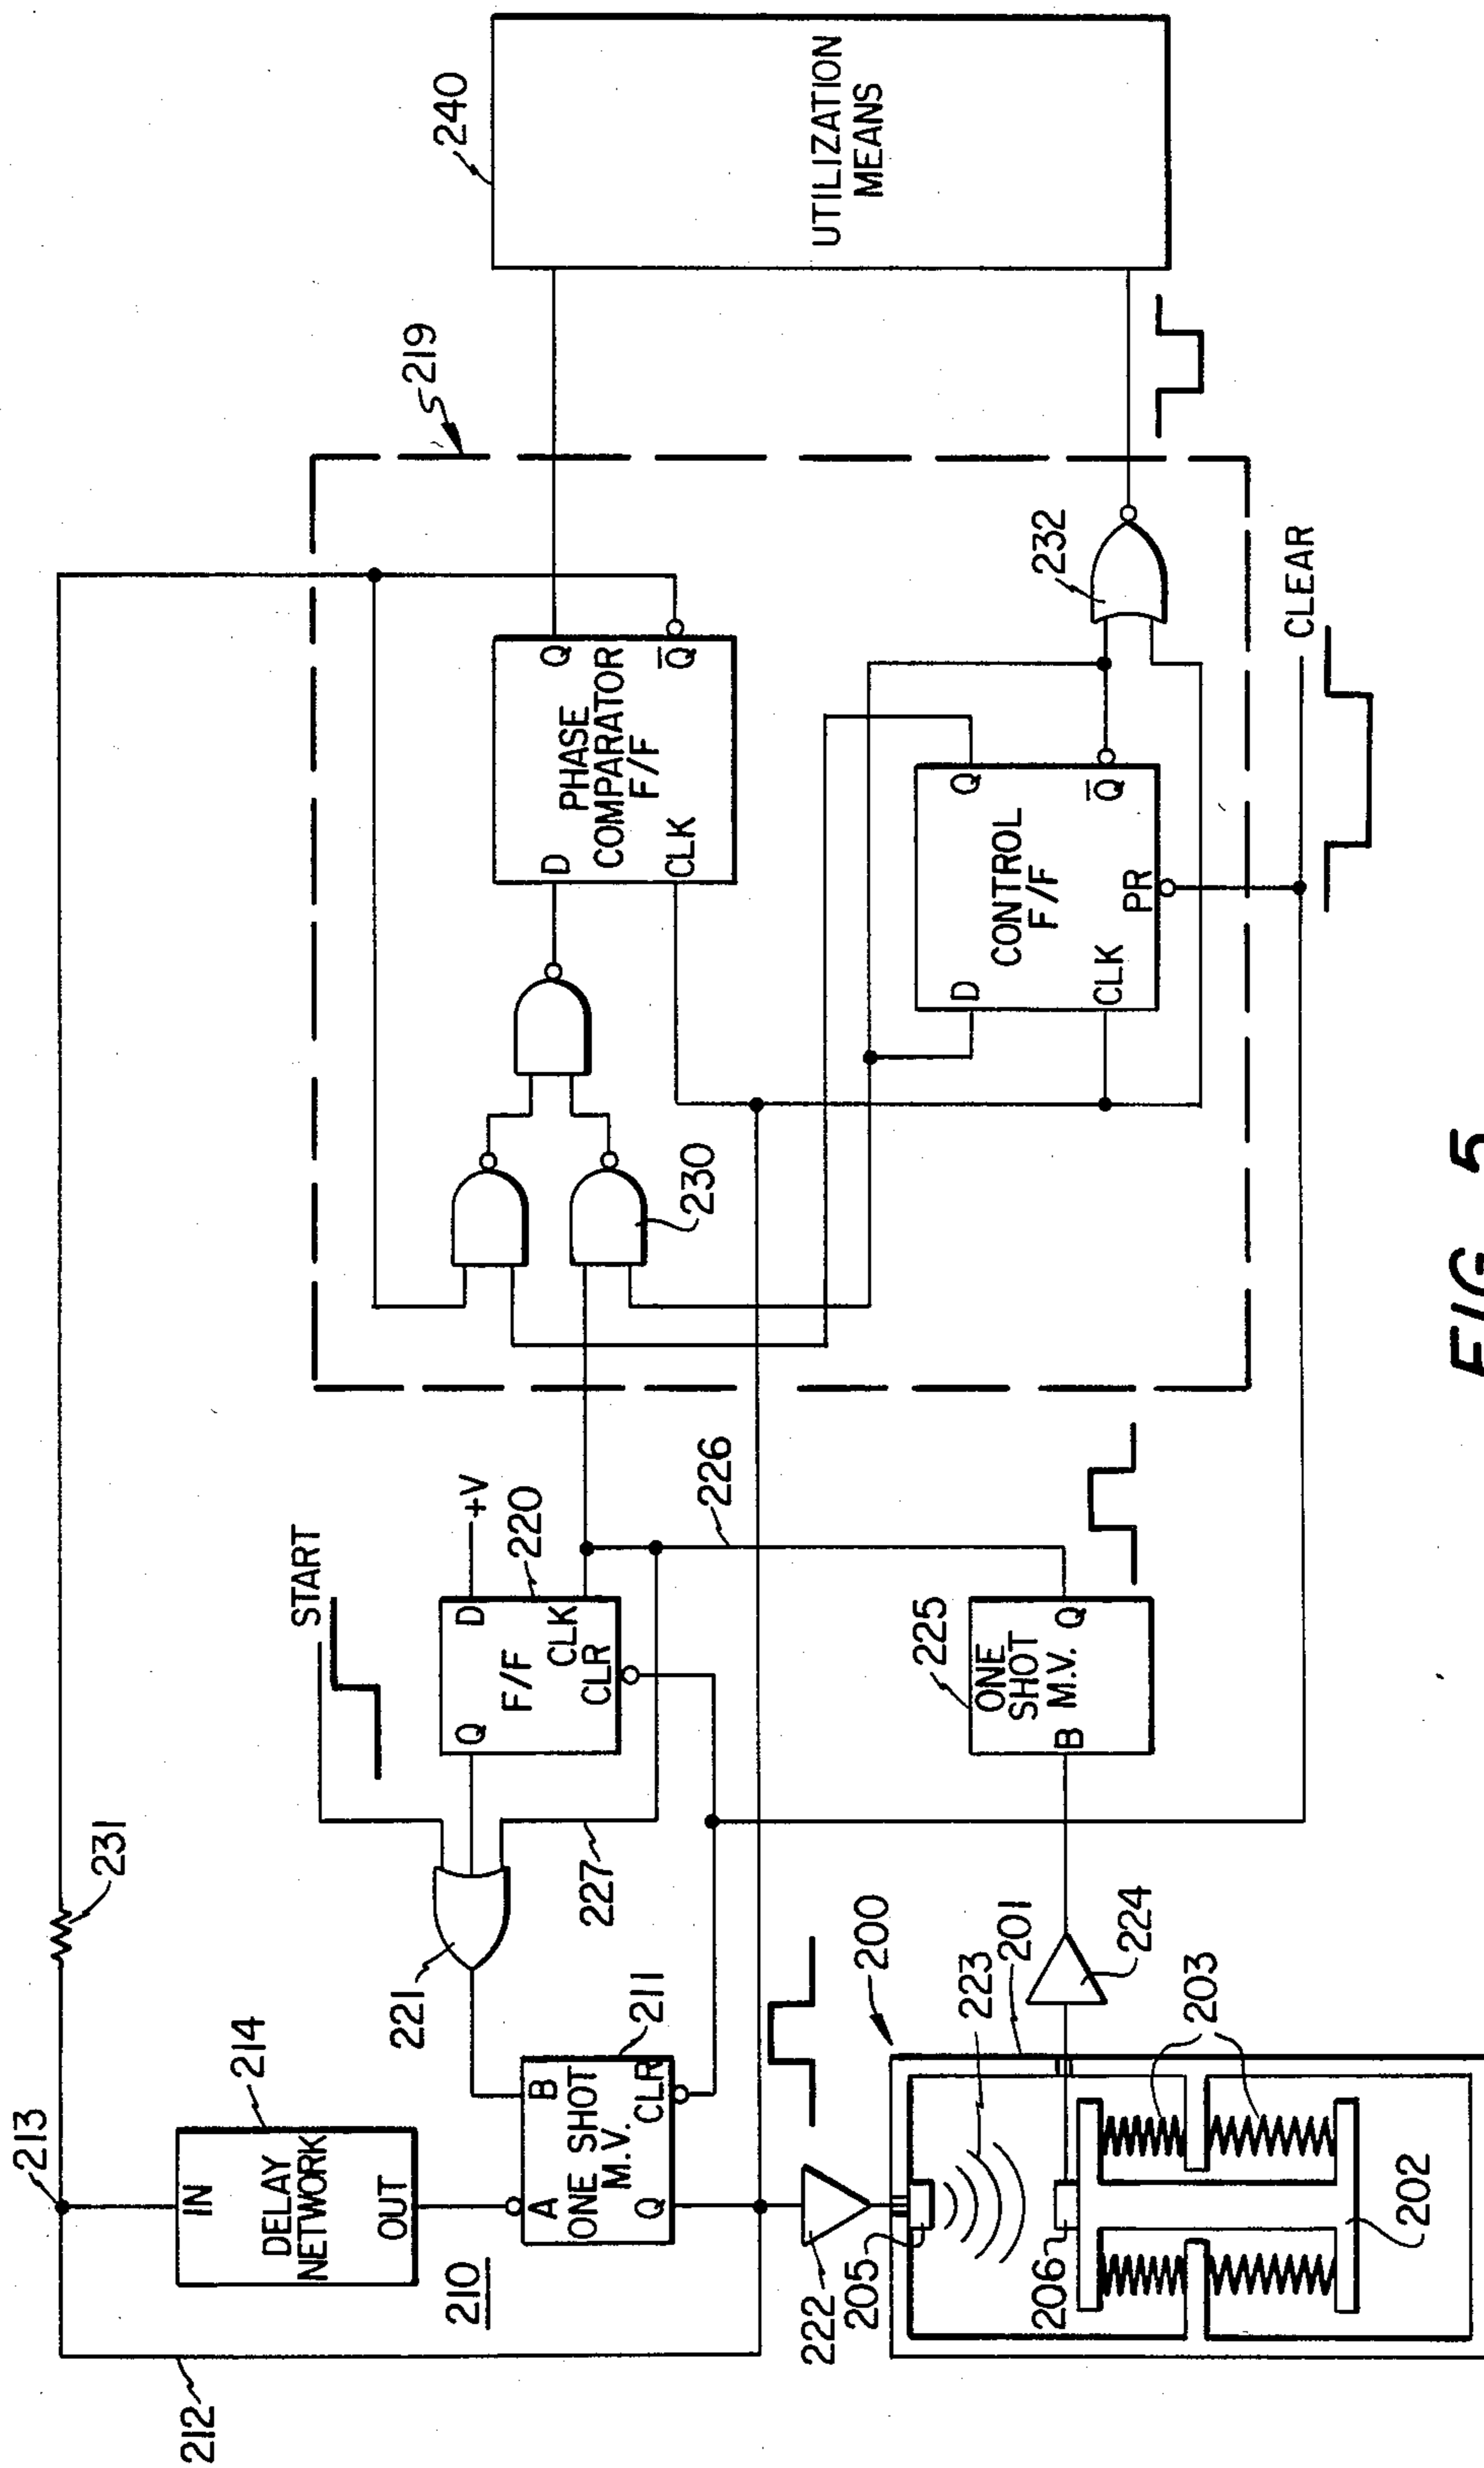 213
231
START
219
240
214
IN
DELAY
NETWORK
OUT
212
210
221
227
211
B
A
ONE SHOT
M.V.
Q
CLR
+V
D
Q
F/F
CLK
CLR
220
226
230
D
PHASE
COMPARATOR
F/F
CLK
Q
Q̅
UTILIZATION
MEANS
222
205
206
200
223
201
224
203
202
225
ONE
SHOT
M.V.
B
Q
D
CONTROL
F/F
CLK
PR
Q
Q̅
232
CLEAR
FIG. 5